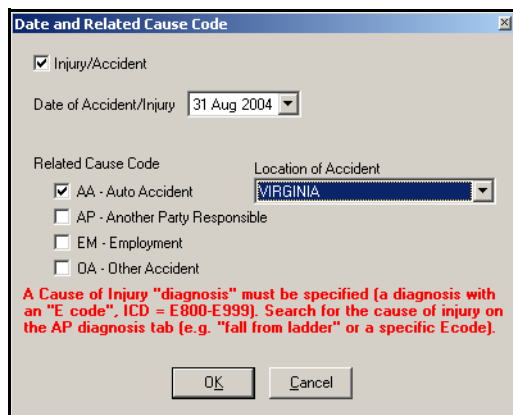 Date and Related Cause Code
Injury/Accident
Date of Accident/Injury 31 Aug 2004
Related Cause Code
Location of Accident
AA - Auto Accident
VIRGINIA
AP - Another Party Responsible
EM - Employment
OA - Other Accident
A Cause of Injury "diagnosis" must be specified (a diagnosis with
an "E code", ICD = E800-E999). Search for the cause of injury on
the AP diagnosis tab (e.g. "fall from ladder" or a specific Ecode).
OK Cancel